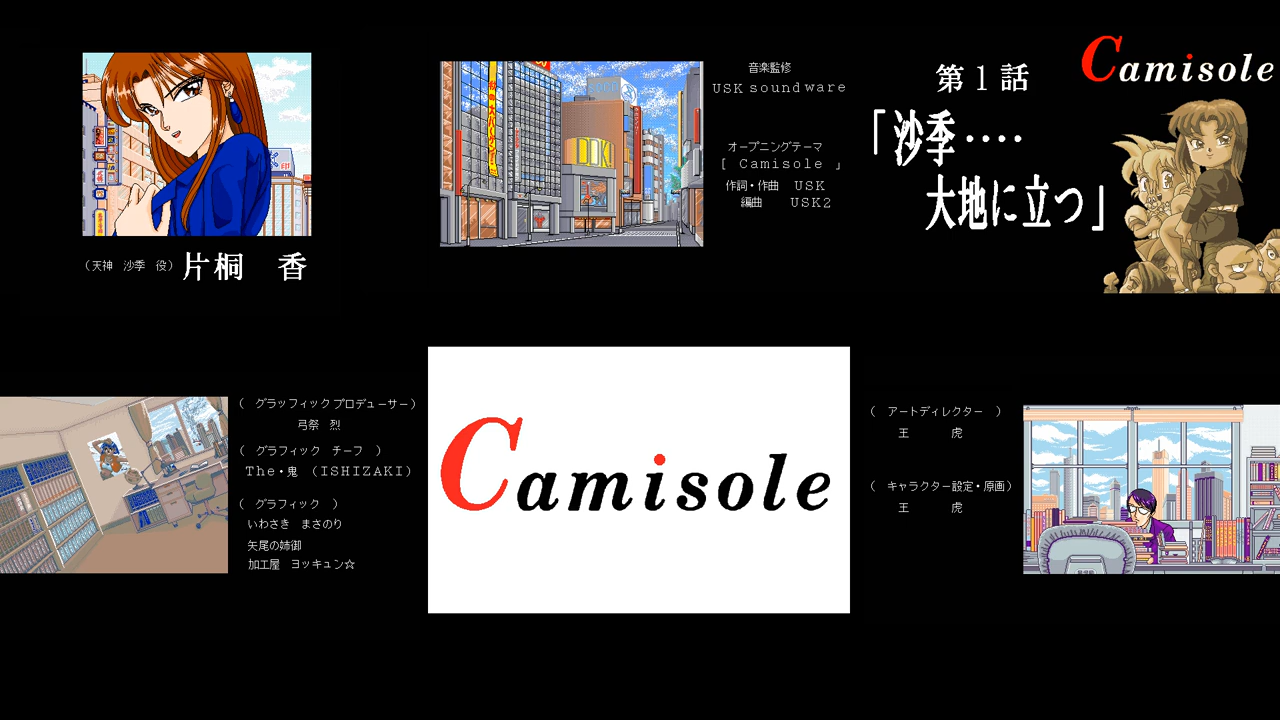 （天神　沙季　役）片桐　香
音楽監修
USK sound ware
オープニングテーマ
[ Camisole 」
作詞・作曲　USK
編曲　USK2
Camisole
第１話
「沙季‥‥
大地に立つ」
（　グラッフィックプロデューサー）
弓祭　烈
（　グラフィック　チーフ　）
The・鬼　（ISHIZAKI）
（　グラフィック　）
いわさき　まさのり
矢尾の姉御
加工屋　ヨッキュン☆
Camisole
（　アートディレクター　）
王　虎
（　キャラクター設定・原画）
王　虎